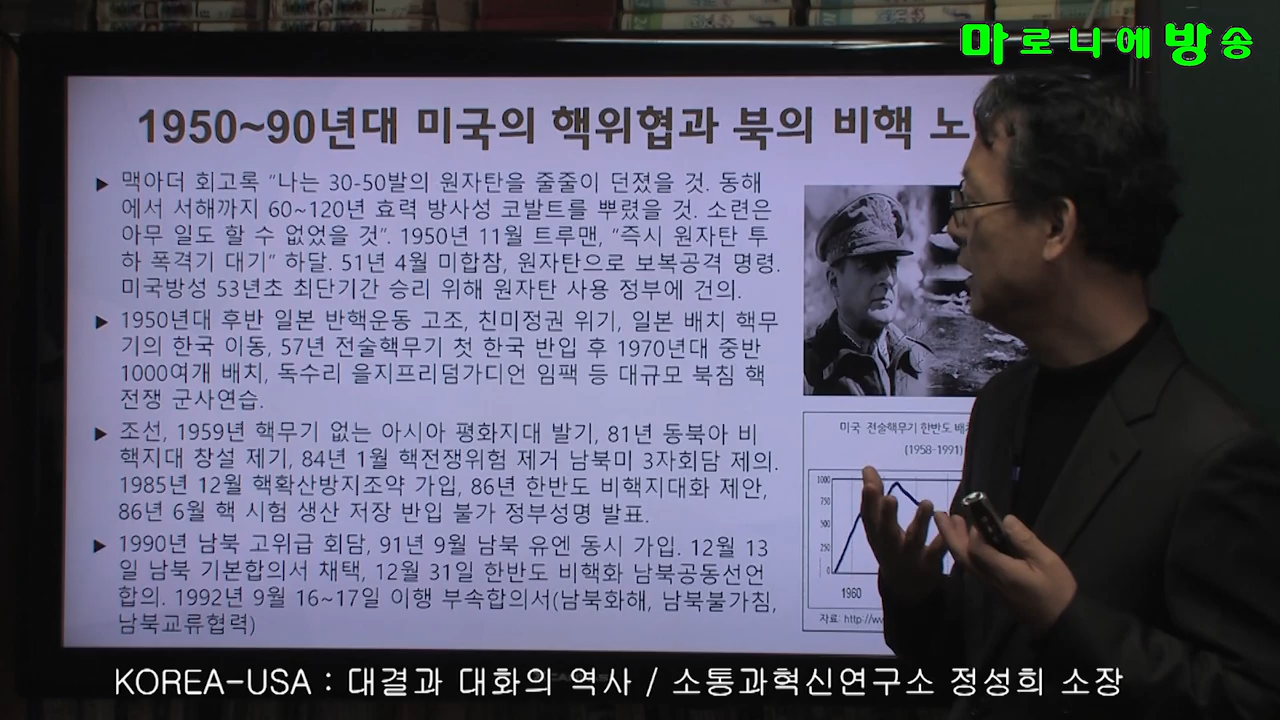 마로니에방송
1950~90년대 미국의 핵위협과 북의 비핵 노
▶ 맥아더 회고록 “나는 30-50발의 원자탄을 줄줄이 던졌을 것. 동해
에서 서해까지 60~120년 효력 방사성 코발트를 뿌렸을 것. 소련은
아무 일도 할 수 없었을 것”. 1950년 11월 트루맨, “즉시 원자탄 투
하 폭격기 대기” 하달. 51년 4월 미합참, 원자탄으로 보복공격 명령.
미국방성 53년초 최단기간 승리 위해 원자탄 사용 정부에 건의.
▶ 1950년대 후반 일본 반핵운동 고조, 친미정권 위기, 일본 배치 핵무
기의 한국 이동, 57년 전술핵무기 첫 한국 반입 후 1970년대 중반
1000여개 배치, 독수리 을지프리덤가디언 임팩 등 대규모 북침 핵
전쟁 군사연습.
▶ 조선, 1959년 핵무기 없는 아시아 평화지대 발기, 81년 동북아 비
핵지대 창설 제기, 84년 1월 핵전쟁위험 제거 남북미 3자회담 제의.
1985년 12월 핵확산방지조약 가입, 86년 한반도 비핵지대화 제안,
86년 6월 핵 시험 생산 저장 반입 불가 정부성명 발표.
▶ 1990년 남북 고위급 회담, 91년 9월 남북 유엔 동시 가입. 12월 13
일 남북 기본합의서 채택, 12월 31일 한반도 비핵화 남북공동선언
합의. 1992년 9월 16~17일 이행 부속합의서(남북화해, 남북불가침,
남북교류협력)
미국 전술핵무기 한반도 배치
(1958-1991)
1000
750
500
250
0
1960
자료: http://ww
KOREA-USA : 대결과 대화의 역사 / 소통과혁신연구소 정성희 소장